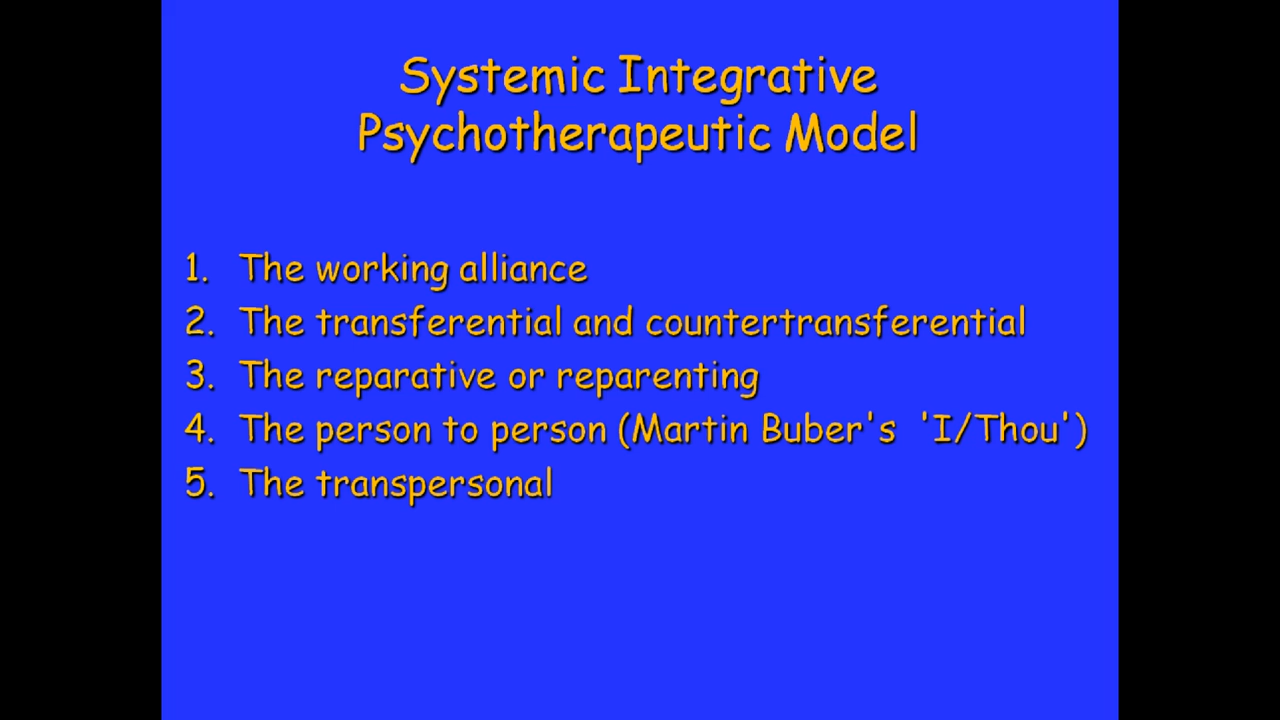 Systemic Integrative
Psychotherapeutic Model
1. The working alliance
2. The transferential and countertransferential
3. The reparative or reparenting
4. The person to person (Martin Buber's 'I/Thou')
5. The transpersonal